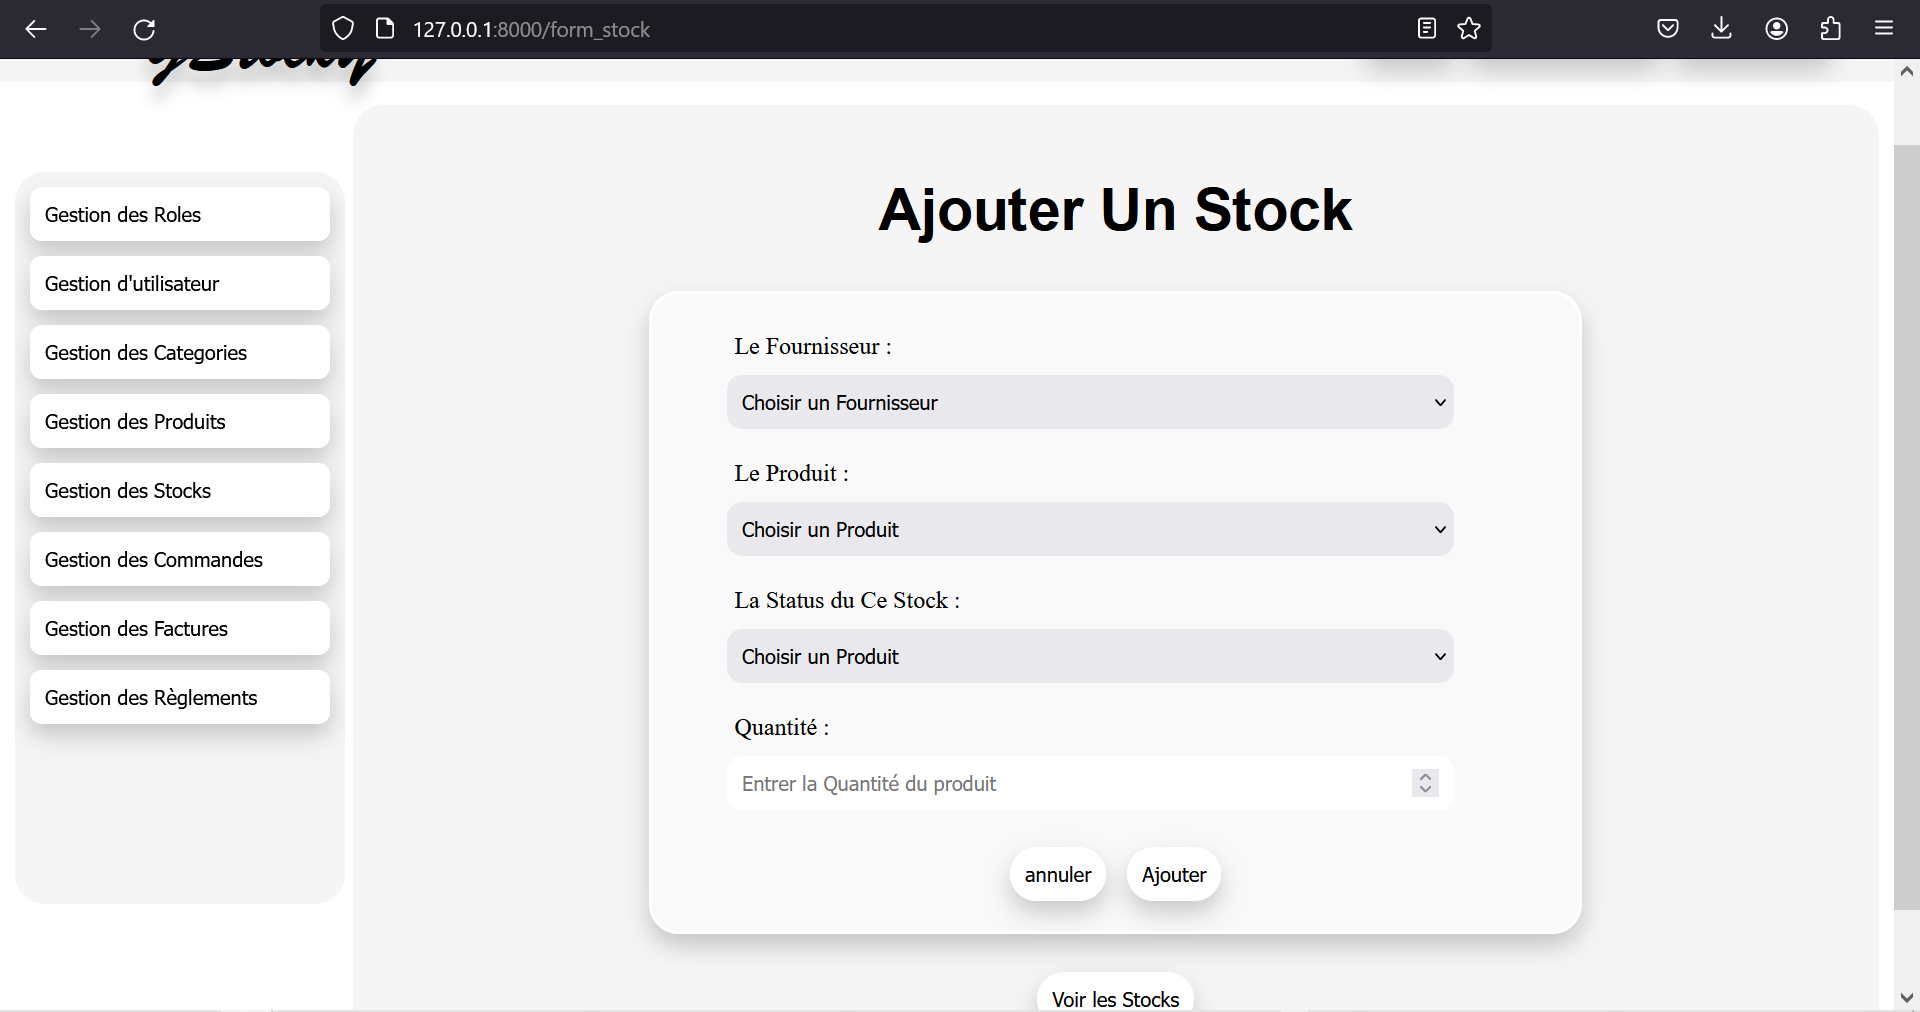 127.0.0.1:8000/form_stock
Ajouter Un Stock
Gestion des Roles
Gestion d'utilisateur
Gestion des Categories
Gestion des Produits
Gestion des Stocks
Gestion des Commandes
Gestion des Factures
Gestion des Règlements
Le Fournisseur :
Choisir un Fournisseur
Le Produit :
Choisir un Produit
La Status du Ce Stock :
Choisir un Produit
Quantité :
Entrer la Quantité du produit
annuler Ajouter
Voir les Stocks